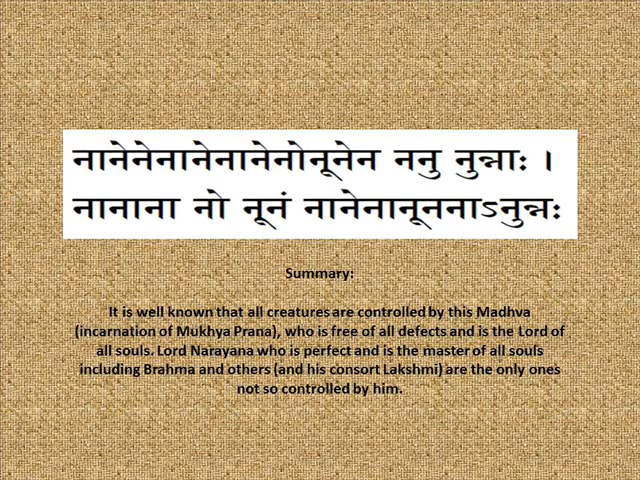 नानेनेनानेनानेनोनूनेन ननु नुन्नाः ।
नानाना नो नूनं नानेनानूननाऽनुन्नः
Summary:
It is well known that all creatures are controlled by this Madhva
(incarnation of Mukhya Prana), who is free of all defects and is the Lord of
all souls. Lord Narayana who is perfect and is the master of all souls
including Brahma and others (and his consort Lakshmi) are the only ones
not so controlled by him.